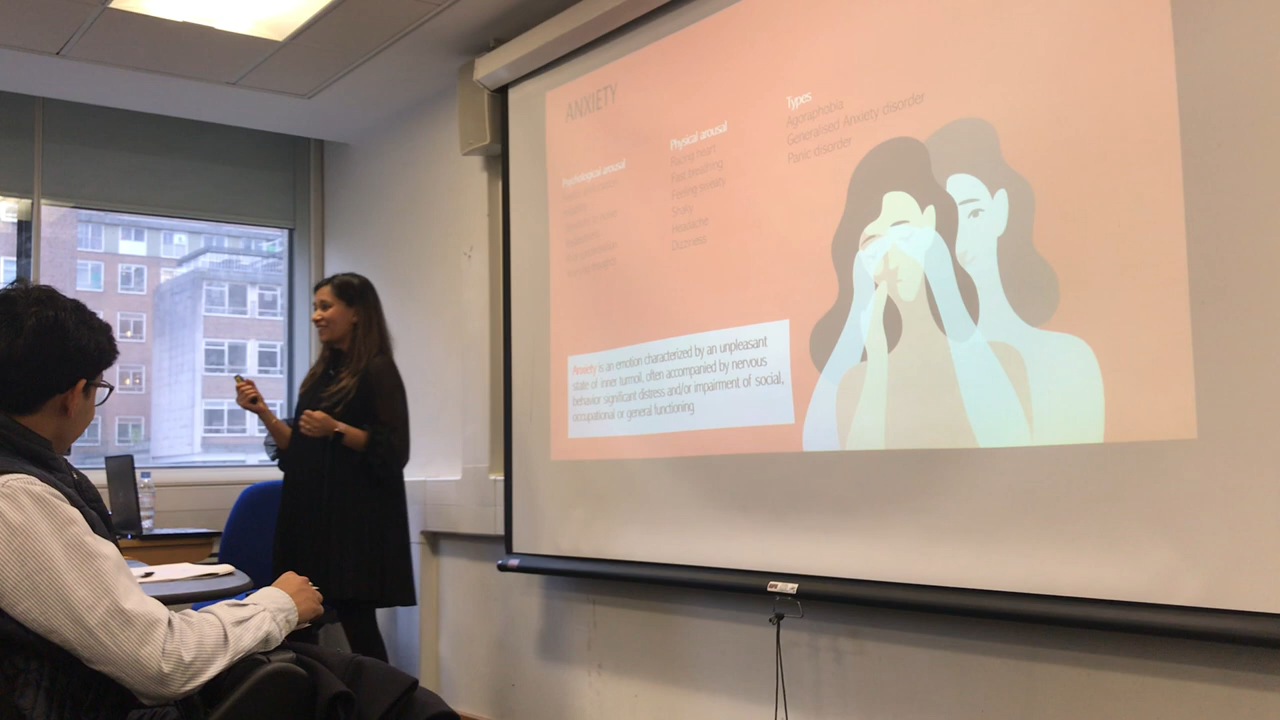 ANXIETY
Psychological arousal
Physical arousal
Racing heart
Fast breathing
Feeling sweaty
Shaky
Headache
Dizziness
Types
Agoraphobia
Generalised Anxiety disorder
Panic disorder
Anxiety is an emotion characterized by an unpleasant
state of inner turmoil, often accompanied by nervous
behavior significant distress and/or impairment of social,
occupational or general functioning